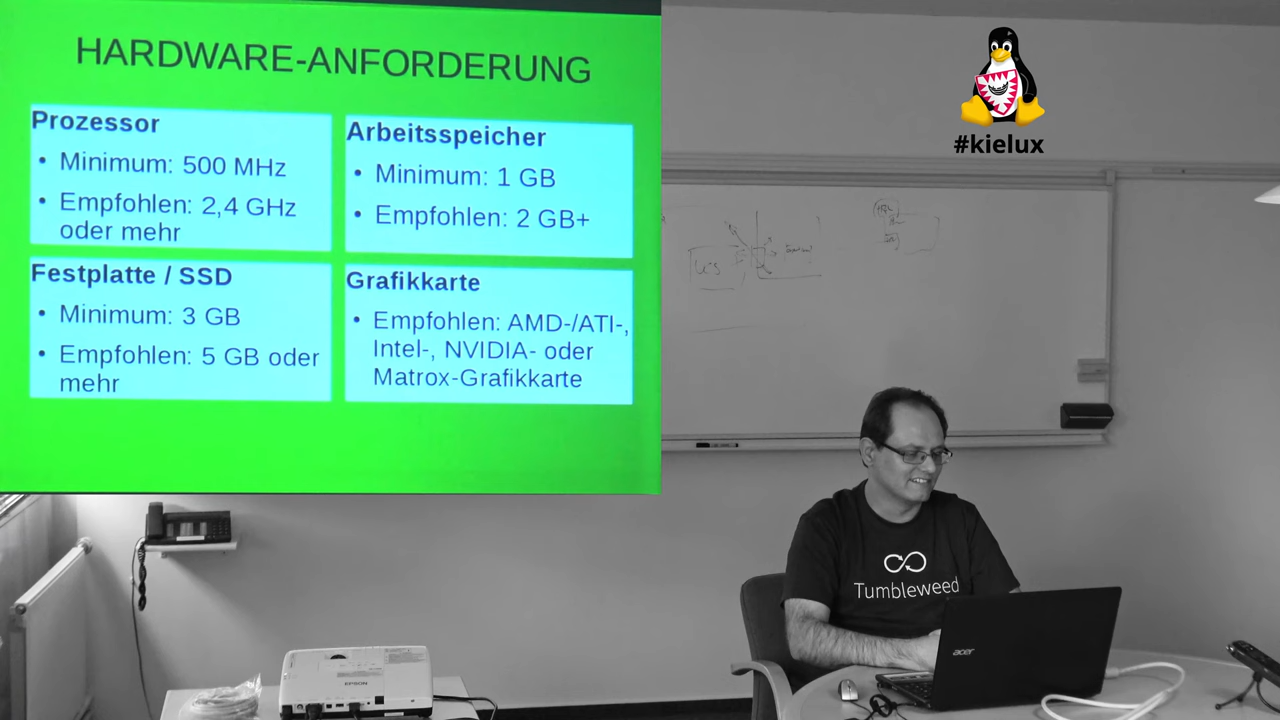 HARDWARE-ANFORDERUNG
Prozessor
• Minimum: 500 MHz
• Empfohlen: 2,4 GHz
oder mehr
Arbeitsspeicher
• Minimum: 1 GB
• Empfohlen: 2 GB+
Festplatte / SSD
• Minimum: 3 GB
• Empfohlen: 5 GB oder
mehr
Grafikkarte
• Empfohlen: AMD-/ATI-,
Intel-, NVIDIA- oder
Matrox-Grafikkarte
#kielux
Tumbleweed
acer
EPSON